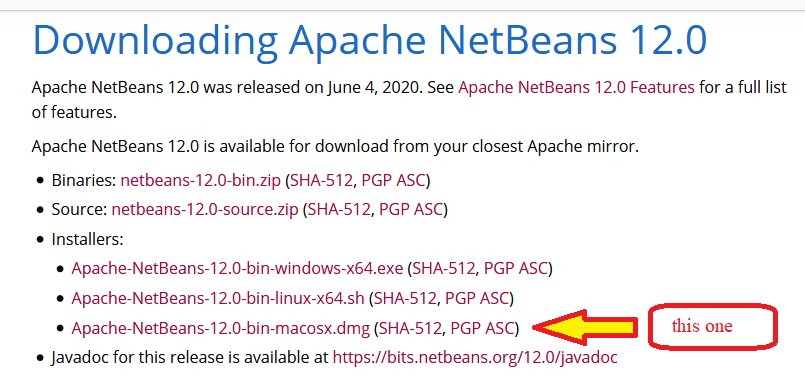 Downloading Apache NetBeans 12.0
Apache NetBeans 12.0 was released on June 4, 2020. See Apache NetBeans 12.0 Features for a full list
of features.
Apache NetBeans 12.0 is available for download from your closest Apache mirror.
• Binaries: netbeans-12.0-bin.zip (SHA-512, PGP ASC)
• Source: netbeans-12.0-source.zip (SHA-512, PGP ASC)
• Installers:
• Apache-NetBeans-12.0-bin-windows-x64.exe (SHA-512, PGP ASC)
• Apache-NetBeans-12.0-bin-linux-x64.sh (SHA-512, PGP ASC)
• Apache-NetBeans-12.0-bin-macosx.dmg (SHA-512, PGP ASC)
this one
• Javadoc for this release is available at https://bits.netbeans.org/12.0/javadoc